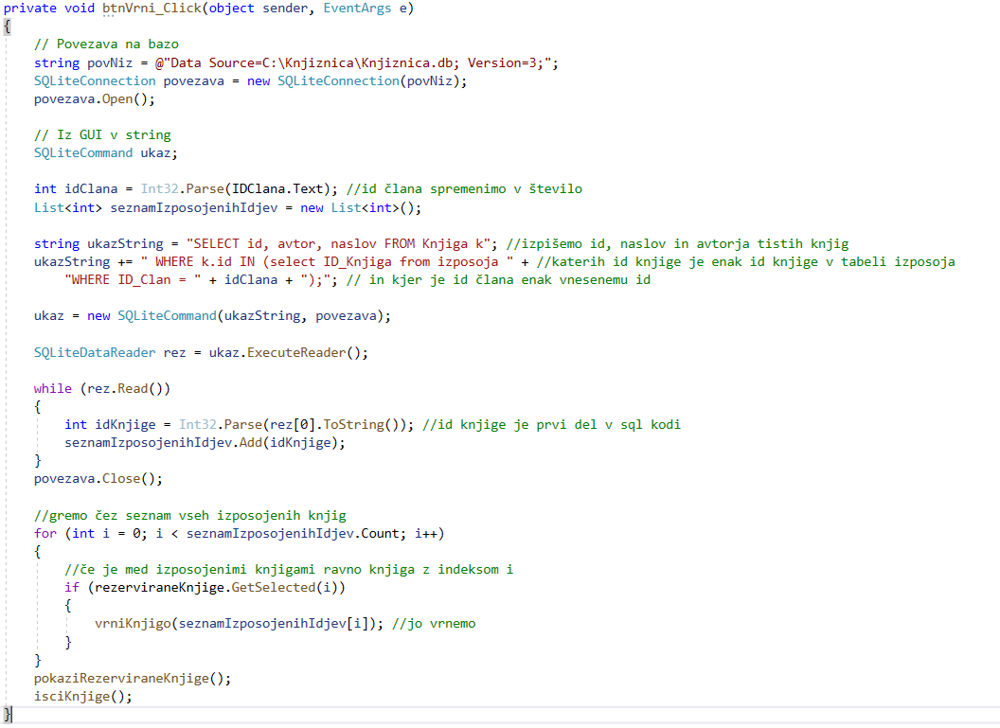 private void btnVrni_Click(object sender, EventArgs e)
{
// Povezava na bazo
string povNiz = @"Data Source=C:\Knjiznica\Knjiznica.db; Version=3;";
SQLiteConnection povezava = new SQLiteConnection(povNiz);
povezava.Open();
// Iz GUI v string
SQLiteCommand ukaz;
int idClana = Int32.Parse(IDClana.Text); //id člana spremenimo v število
List<int> seznamIzposojenihIdjev = new List<int>();
string ukazString = "SELECT id, avtor, naslov FROM Knjiga k"; //izpišemo id, naslov in avtorja tistih knjig
ukazString += " WHERE k.id IN (select ID_Knjiga from izposoja " + //katerih id knjige je enak id knjige v tabeli izposoja
"WHERE ID_Clan = " + idClana + ");"; // in kjer je id člana enak vnesenemu id
ukaz = new SQLiteCommand(ukazString, povezava);
SQLiteDataReader rez = ukaz.ExecuteReader();
while (rez.Read())
{
int idKnjige = Int32.Parse(rez[0].ToString()); //id knjige je prvi del v sql kodi
seznamIzposojenihIdjev.Add(idKnjige);
}
povezava.Close();
//gremo čez seznam vseh izposojenih knjig
for (int i = 0; i < seznamIzposojenihIdjev.Count; i++)
{
//če je med izposojenimi knjigami ravno knjiga z indeksom i
if (rezerviraneKnjige.GetSelected(i))
{
vrniKnjigo(seznamIzposojenihIdjev[i]); //jo vrnemo
}
}
pokaziRezerviraneKnjige();
isciKnjige();
}